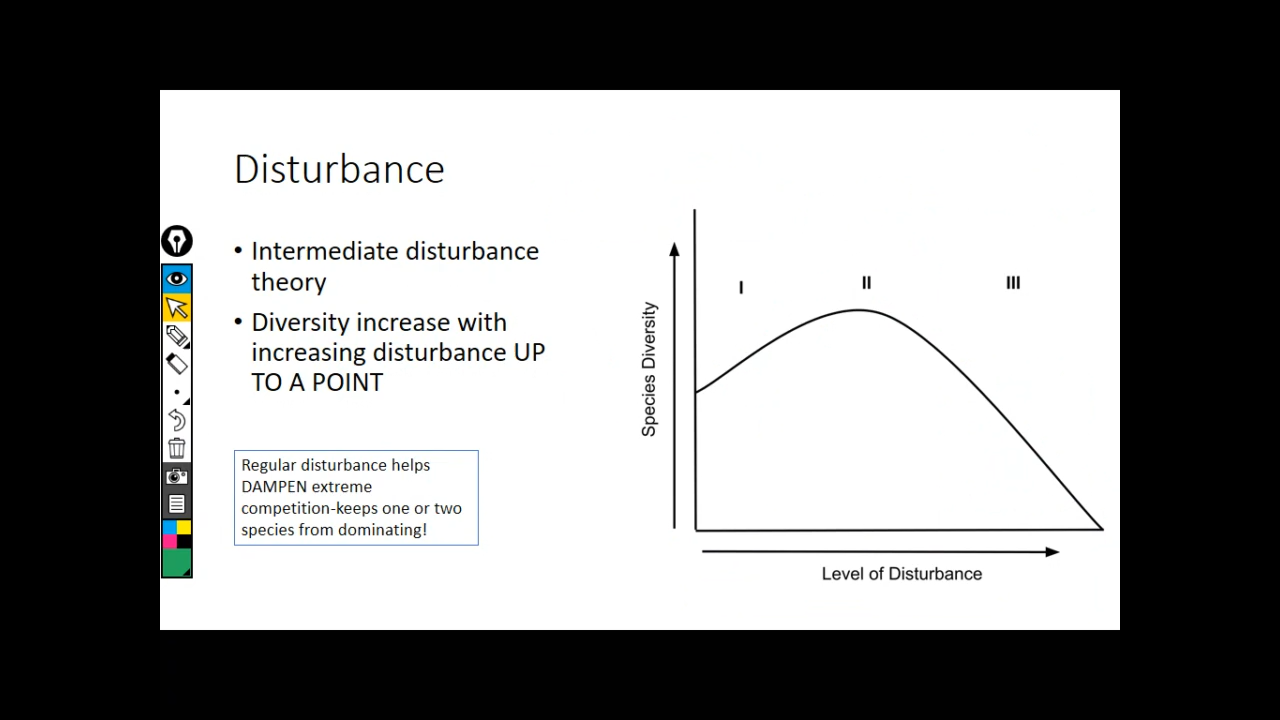 Disturbance
• Intermediate disturbance
theory
• Diversity increase with
increasing disturbance UP
TO A POINT
Regular disturbance helps
DAMPEN extreme
competition-keeps one or two
species from dominating!
I
II
III
Species Diversity
Level of Disturbance